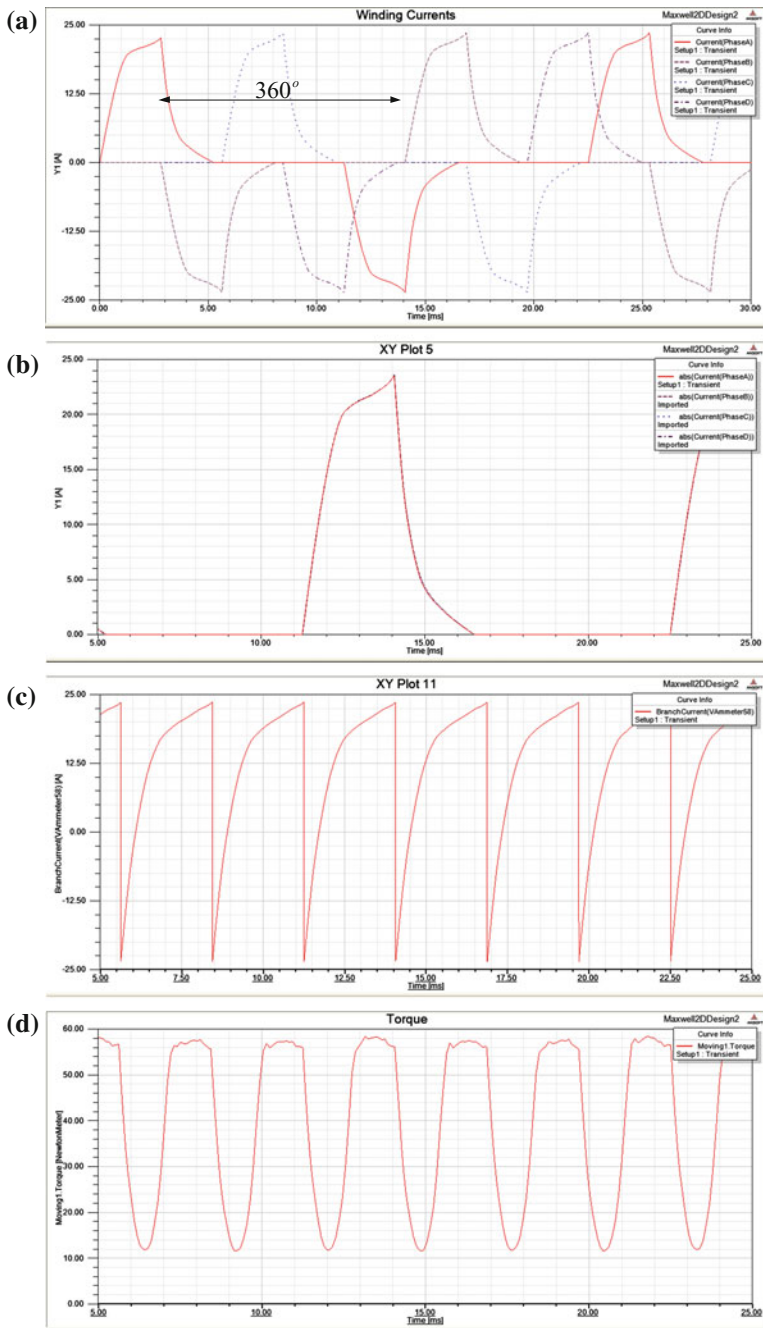 (a)
Winding Currents
Maxwell2DDesign2
ANSOFT
Curve Info
Current(PhaseA)
Setup1 : Transient
Current(PhaseB)
Setup1 : Transient
Current(PhaseC)
Setup1 : Transient
Current(PhaseD)
Setup1 : Transient
360°
Y1 [A]
25.00
12.50
0.00
-12.50
-25.00
0.00 5.00 10.00 15.00 20.00 25.00 30.00
Time [ms]
(b)
XY Plot 5
Maxwell2DDesign2
ANSOFT
Curve Info
abs(Current(PhaseA))
Setup1 : Transient
abs(Current(PhaseB))
Imported
abs(Current(PhaseC))
Imported
abs(Current(PhaseD))
Imported
Y1 [A]
25.00
20.00
15.00
10.00
5.00
0.00
5.00 10.00 15.00 20.00 25.00
Time [ms]
(c)
XY Plot 11
Maxwell2DDesign2
ANSOFT
Curve Info
BranchCurrent(VAmmeter58)
Setup1 : Transient
BranchCurrent(VAmmeter58) [A]
25.00
12.50
0.00
-12.50
-25.00
5.00 7.50 10.00 12.50 15.00 17.50 20.00 22.50 25.00
Time [ms]
(d)
Torque
Maxwell2DDesign2
ANSOFT
Curve Info
Moving1.Torque
Setup1 : Transient
Moving1.Torque [NewtonMeter]
60.00
50.00
40.00
30.00
20.00
10.00
0.00
5.00 10.00 15.00 20.00 25.00
Time [ms]